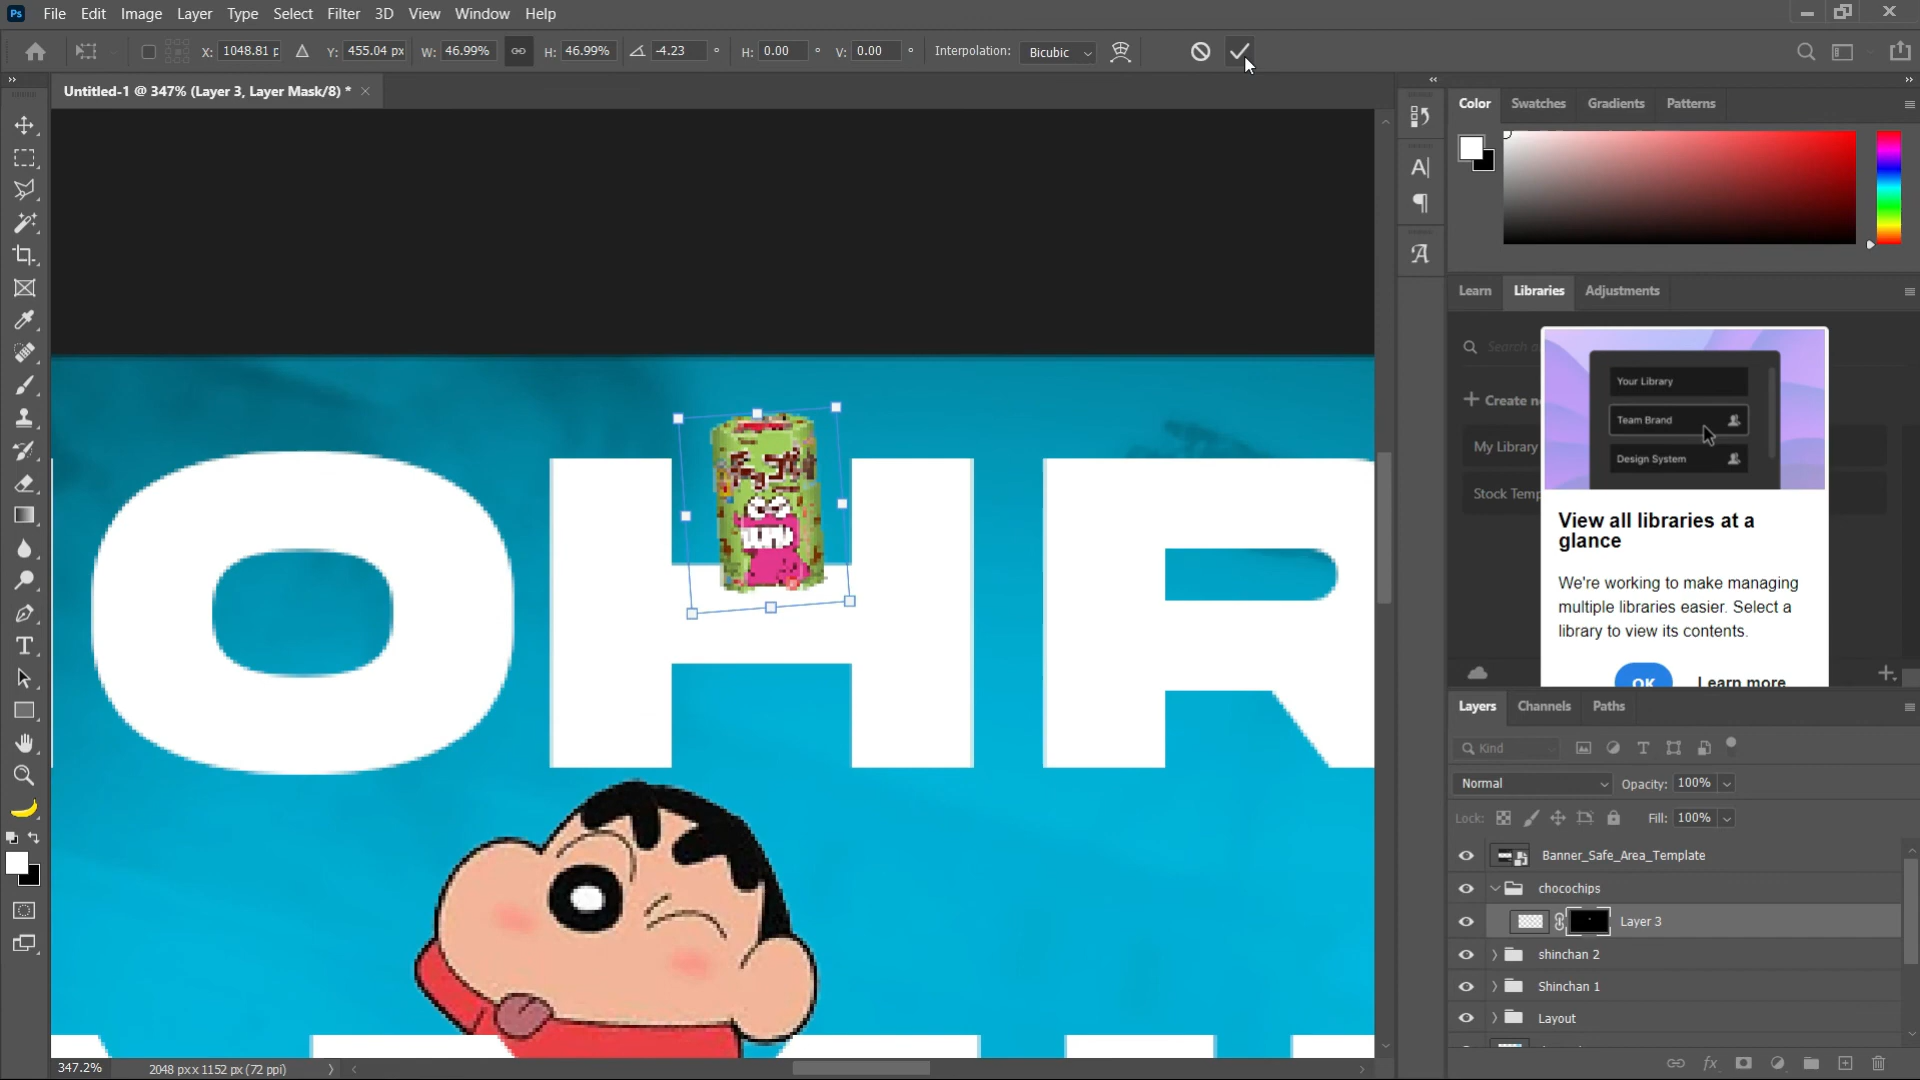 Ps File Edit Image Layer Type Select Filter 3D View Window Help
X: 1048.81 p Y: 455.04 px W: 46.99% H: 46.99% -4.23 ° H: 0.00 ° V: 0.00 ° Interpolation: Bicubic
Untitled-1 @ 347% (Layer 3, Layer Mask/8) * ×
Color Swatches Gradients Patterns
Learn Libraries Adjustments
Search a
Your Library
Create n
Team Brand
My Library
Design System
Stock Temp
View all libraries at a
glance
We're working to make managing
multiple libraries easier. Select a
library to view its contents.
OK Learn more
OHR
Layers Channels Paths
Kind
Normal Opacity: 100%
Lock: Fill: 100%
Banner_Safe_Area_Template
chocochips
Layer 3
shinchan 2
Shinchan 1
Layout
347.2% 2048 px x 1152 px (72 ppi)